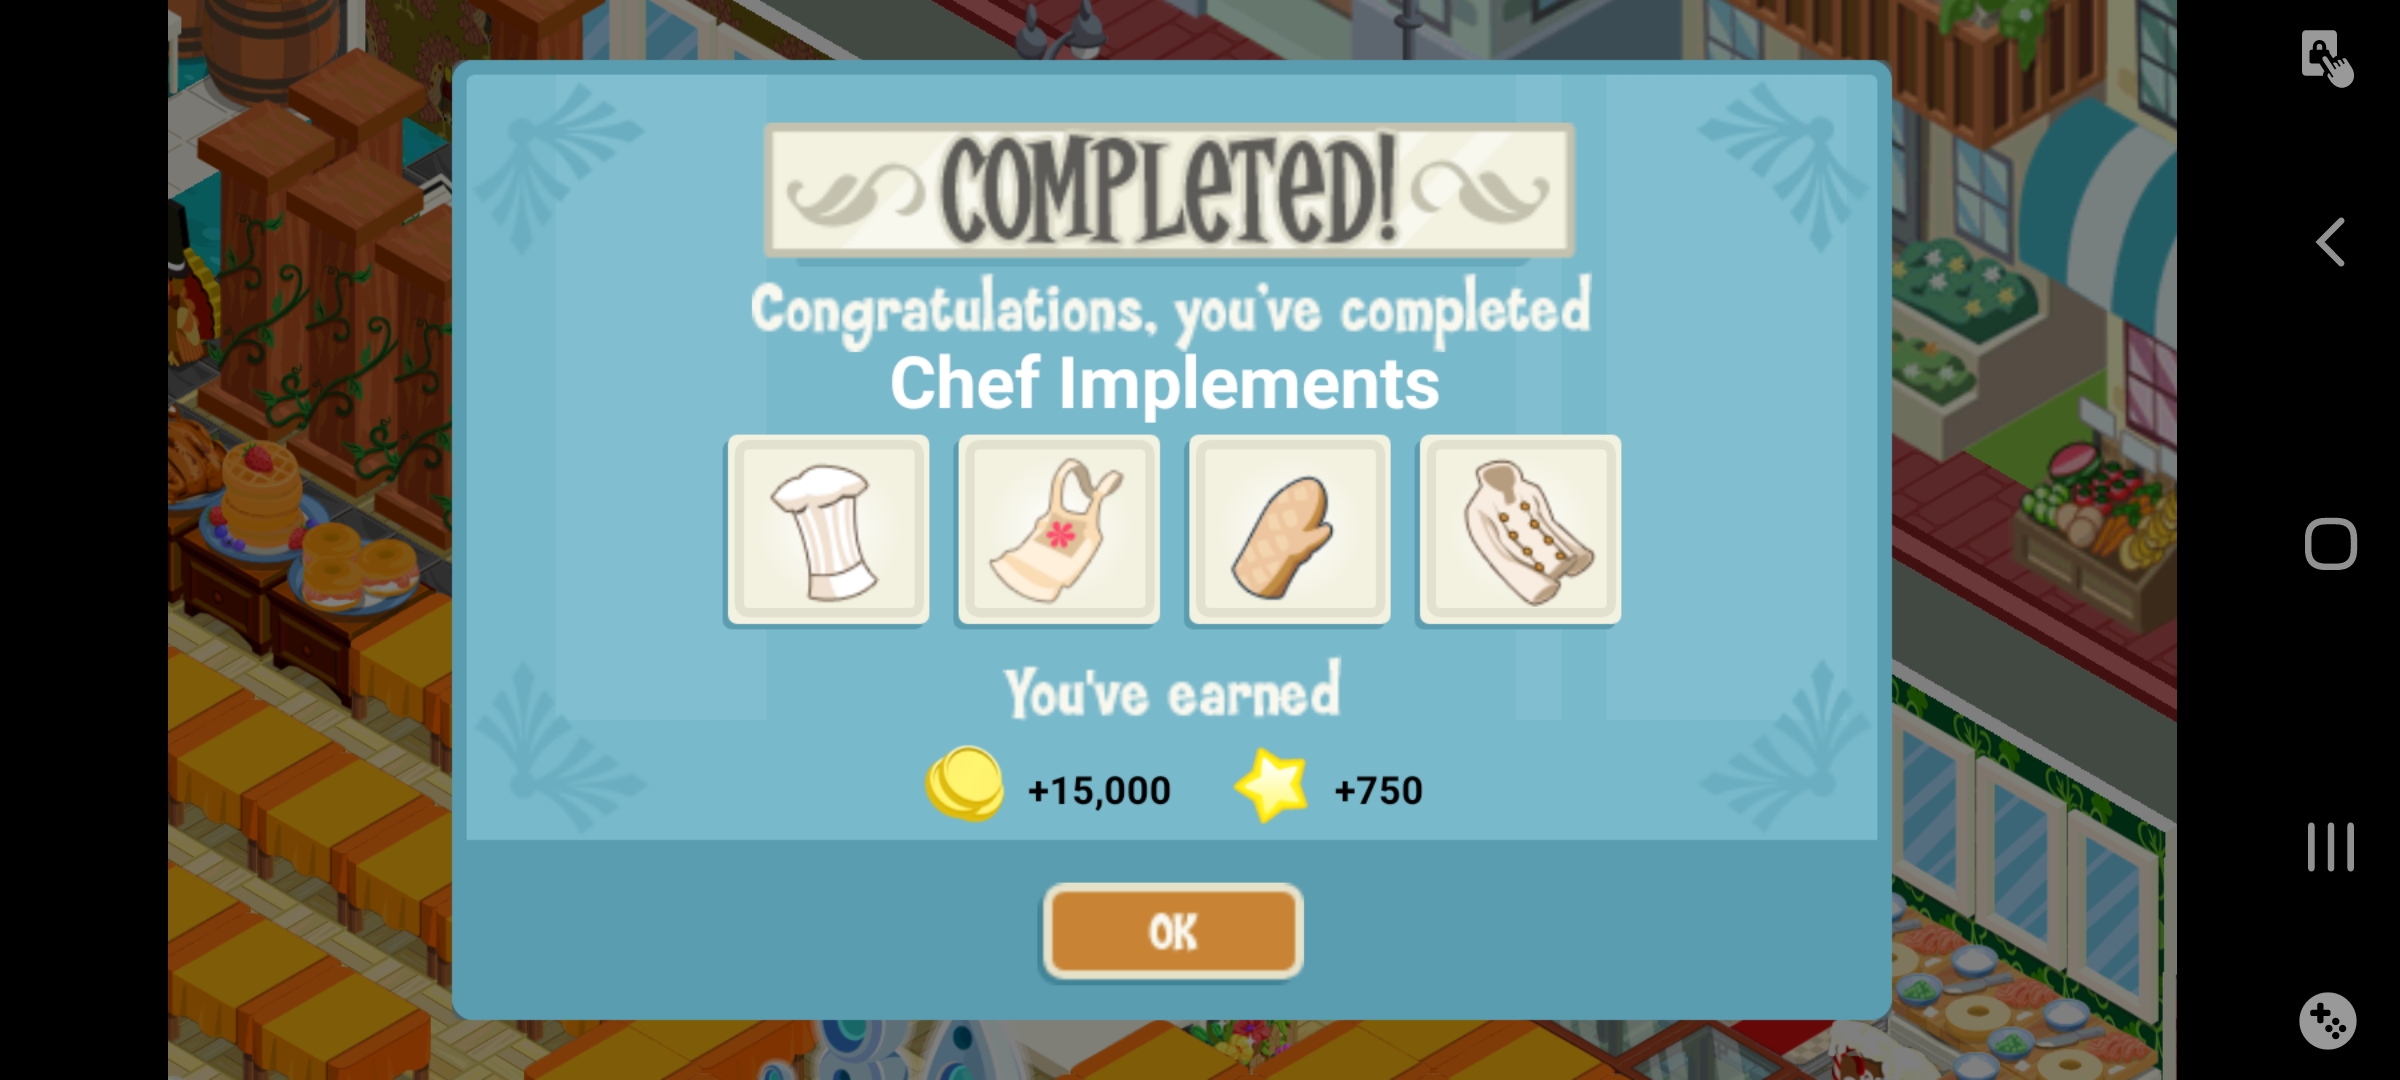 COMPLETED!
Congratulations, you've completed
Chef Implements
You've earned
+15,000 +750
OK